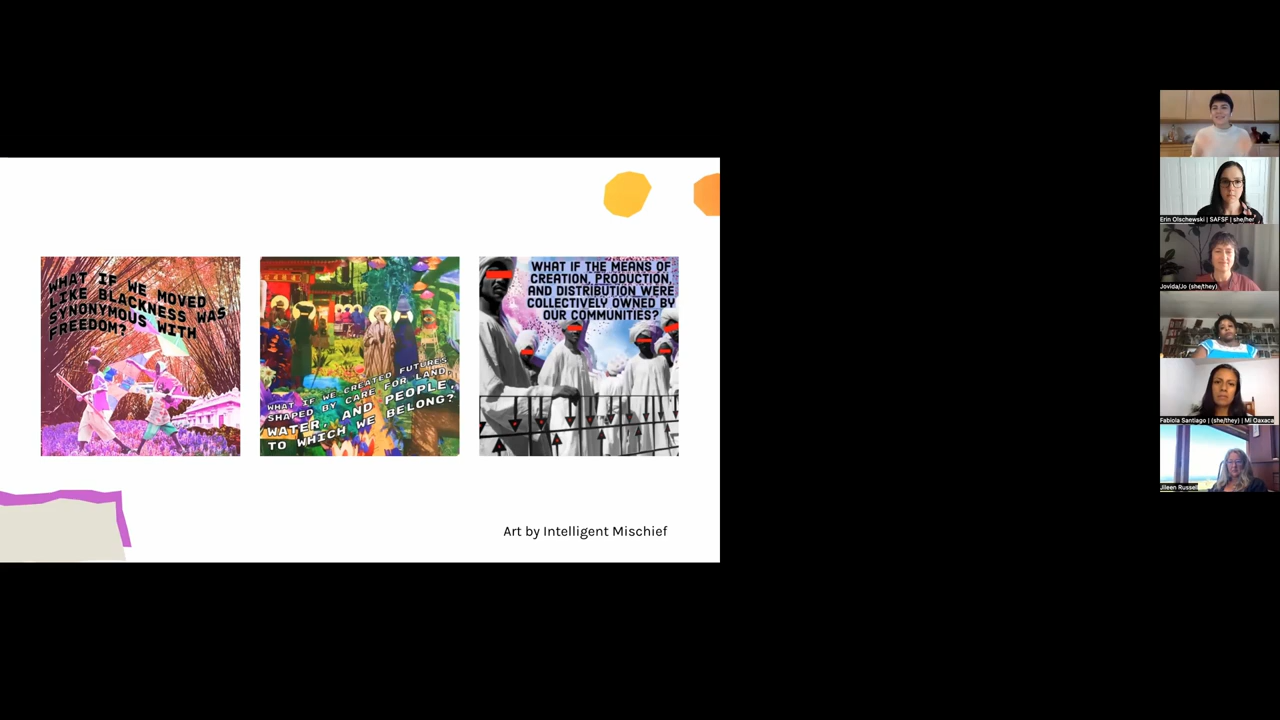 WHAT IF WE MOVED
LIKE BLACKNESS WAS
SYNONYMOUS WITH
FREEDOM?
WHAT IF WE CREATED FUTURES
SHAPED BY CARE FOR LAND,
WATER, AND PEOPLE,
TO WHICH WE BELONG?
WHAT IF THE MEANS OF
CREATION, PRODUCTION,
AND DISTRIBUTION WERE
COLLECTIVELY OWNED BY
OUR COMMUNITIES?
Art by Intelligent Mischief
Erin Olschewski | SAFSF | she/her
Jovida/Jo (she/they)
Fabiola Santiago | (she/they) | Mi Oaxaca
Jileen Russell